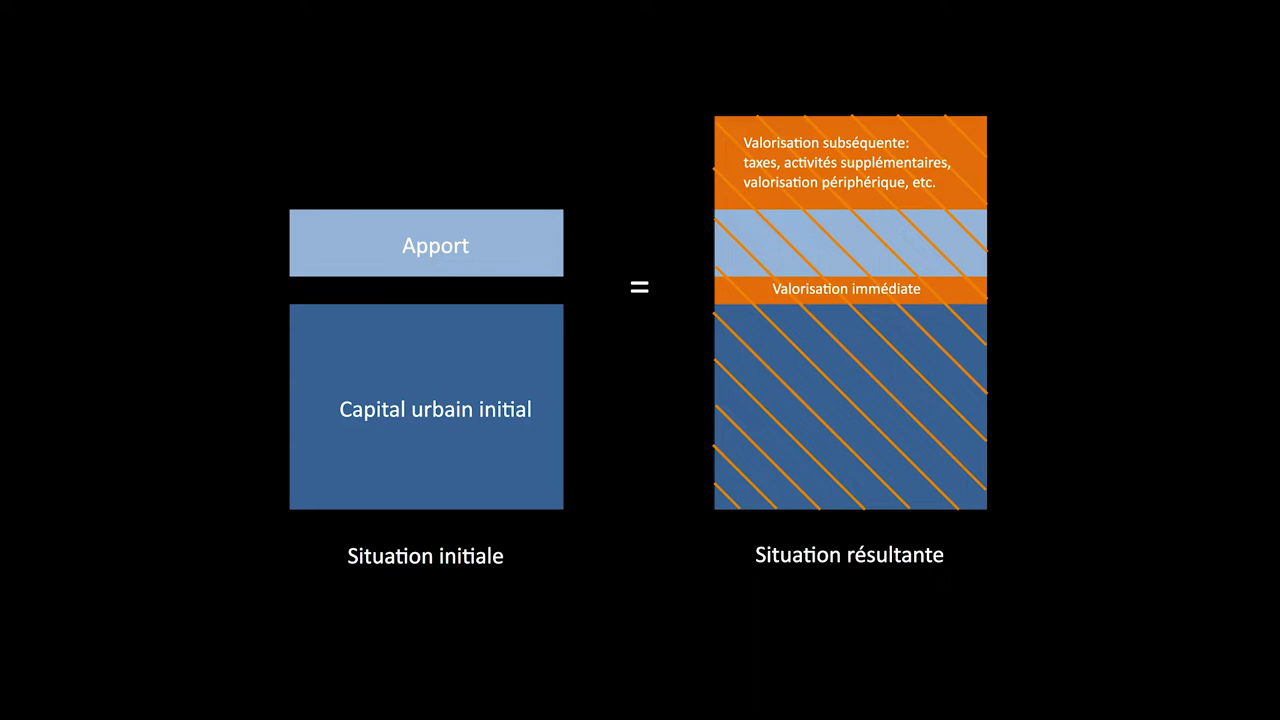 Apport
Capital urbain initial
Situation initiale
=
Valorisation subséquente:
taxes, activités supplémentaires,
valorisation périphérique, etc.
Valorisation immédiate
Situation résultante